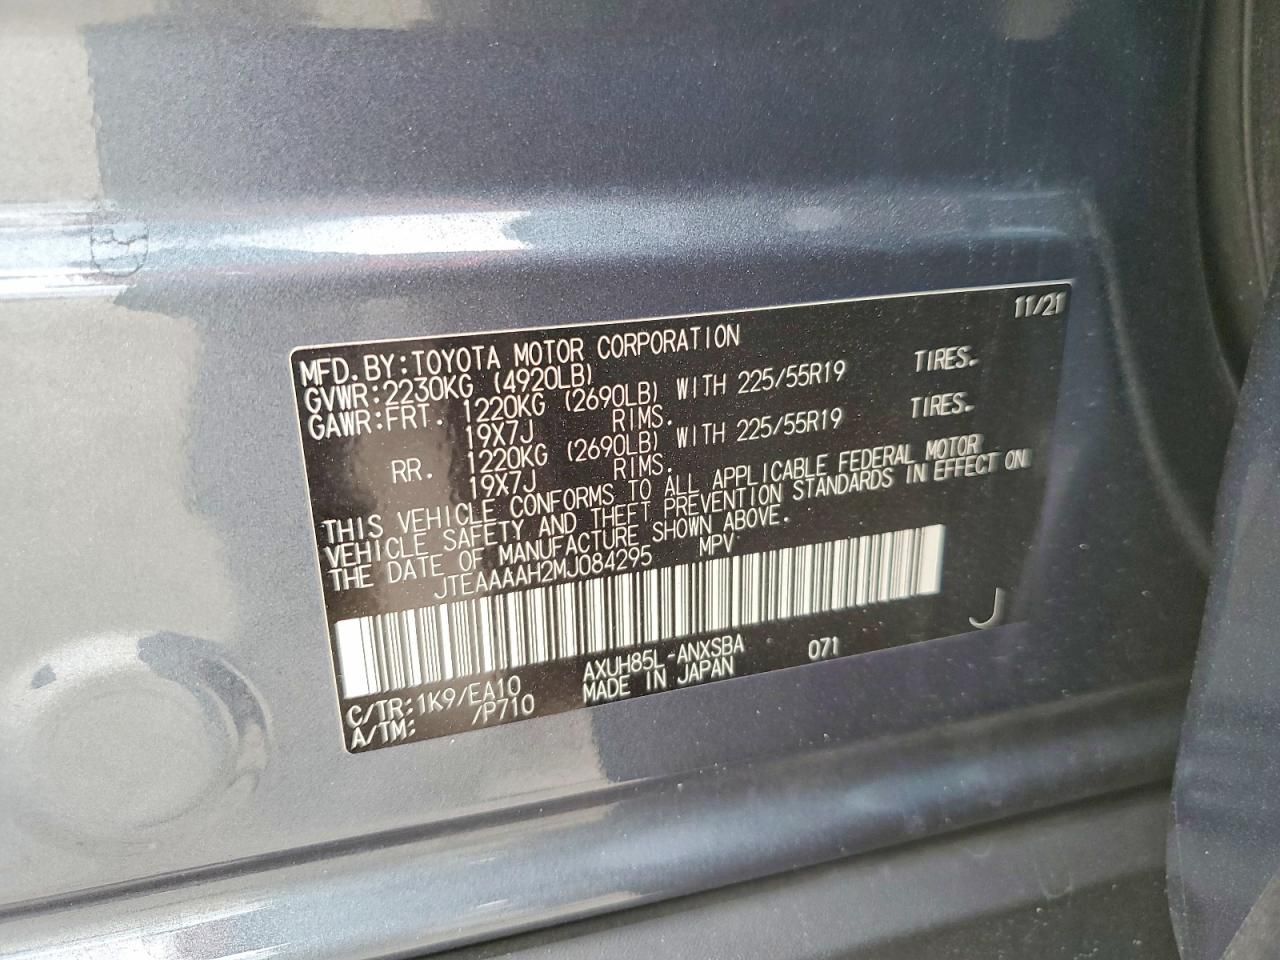 11/21
MFD. BY: TOYOTA MOTOR CORPORATION
GVWR: 2230KG (4920LB)
GAWR: FRT. 1220KG (2690LB) WITH 225/55R19 TIRES.
19X7J RIMS.
RR. 1220KG (2690LB) WITH 225/55R19 TIRES.
19X7J RIMS.
THIS VEHICLE CONFORMS TO ALL APPLICABLE FEDERAL MOTOR
VEHICLE SAFETY AND THEFT PREVENTION STANDARDS IN EFFECT ON
THE DATE OF MANUFACTURE SHOWN ABOVE.
JTEAAAAH2MJ084295 MPV
J
C/TR: 1K9/EA10 AXUH85L-ANXSBA 071
A/TM: /P710 MADE IN JAPAN